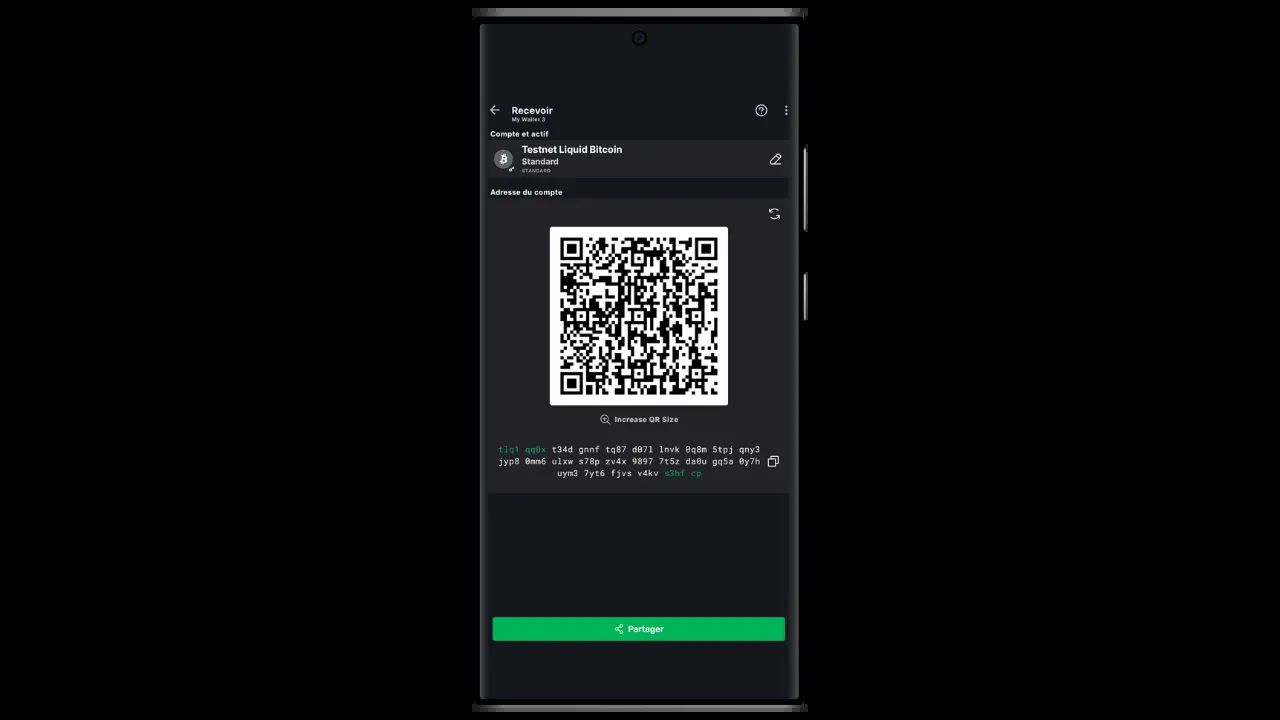 Recevoir
My Wallet 3
Compte et actif
Testnet Liquid Bitcoin
Standard
STANDARD
Adresse du compte
Increase QR Size
tlq1 qq0x t34d gnnf tq87 d07l lnvk 0q8m 5tpj qny3
jyp8 0mm6 ulxw s78p zv4x 9897 7t5z da0u gq5a 0y7h
uym3 7yt6 fjvs v4kv s3hf cp
Partager